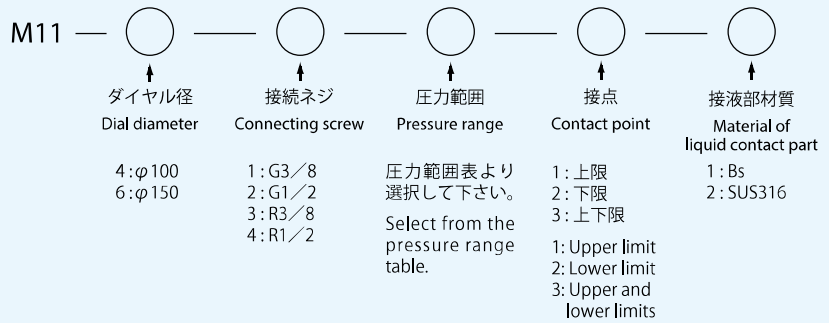 M11
ダイヤル径
Dial diameter
4 : φ100
6 : φ150
接続ネジ
Connecting screw
1 : G3／8
2 : G1／2
3 : R3／8
4 : R1／2
圧力範囲
Pressure range
圧力範囲表より
選択して下さい。
Select from the
pressure range
table.
接点
Contact point
1 : 上限
2 : 下限
3 : 上下限
1: Upper limit
2: Lower limit
3: Upper and
lower limits
接液部材質
Material of
liquid contact part
1 : Bs
2 : SUS316